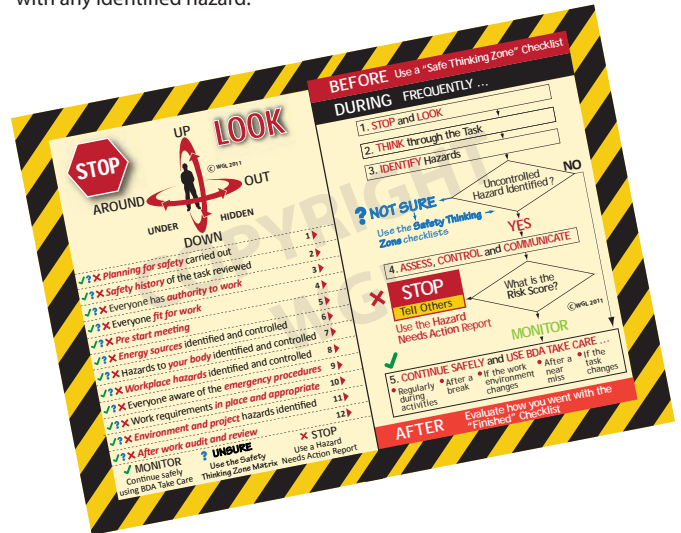 with any identified hazard.
STOP
LOOK
UP
© WGL 2011
OUT
AROUND
UNDER
HIDDEN
DOWN
✓?✗ Planning for safety carried out 1
✓?✗ Safety history of the task reviewed 2
✓?✗ Everyone has authority to work 3
✓?✗ Everyone fit for work 4
✓?✗ Pre start meeting 5
✓?✗ Energy sources identified and controlled 6
✓?✗ Hazards to your body identified and controlled 7
✓?✗ Workplace hazards identified and controlled 8
✓?✗ Everyone aware of the emergency procedures 9
✓?✗ Work requirements in place and appropriate 10
✓?✗ Environment and project hazards identified 11
✓?✗ After work audit and review 12
✓ MONITOR
Continue safely
using BDA Take Care
? UNSURE
Use the Safety
Thinking Zone Matrix
✗ STOP
Use a Hazard
Needs Action Report
BEFORE Use a "Safe Thinking Zone" Checklist
DURING FREQUENTLY ...
1. STOP and LOOK
2. THINK through the Task
3. IDENTIFY Hazards
NO
Uncontrolled
Hazard Identified?
? NOT SURE
Use the Safety Thinking
Zone checklists
YES
4. ASSESS, CONTROL and COMMUNICATE
✗ STOP
Tell Others
Use the Hazard
Needs Action Report
What is the
Risk Score?
©WGL 2011
MONITOR
✓
5. CONTINUE SAFELY and USE BDA TAKE CARE ...
• Regularly
during
activities
• After a
break
• If the work
environment
changes
• After a
near
miss
• If the
task
changes
AFTER Evaluate how you went with the
"Finished" Checklist
COPYRIGHT
WGL